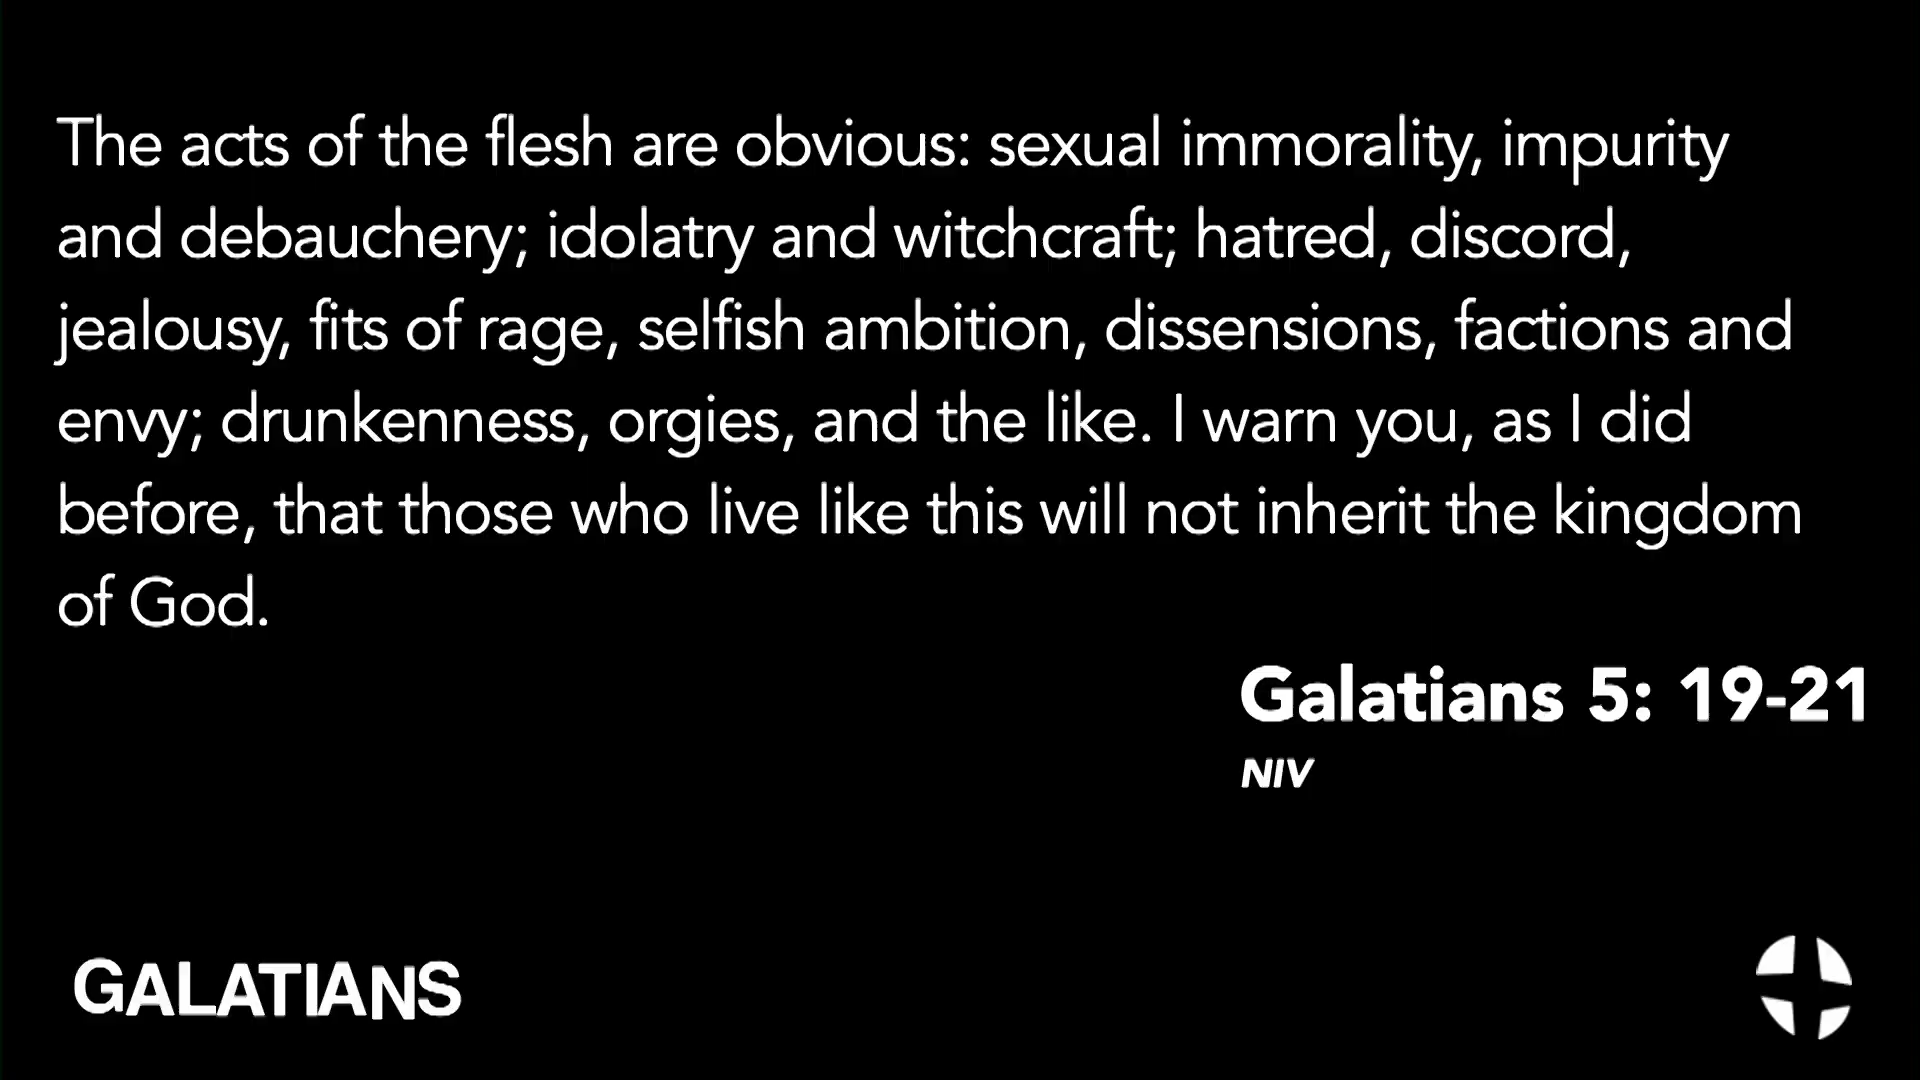 The acts of the flesh are obvious: sexual immorality, impurity
and debauchery; idolatry and witchcraft; hatred, discord,
jealousy, fits of rage, selfish ambition, dissensions, factions and
envy; drunkenness, orgies, and the like. I warn you, as I did
before, that those who live like this will not inherit the kingdom
of God.
Galatians 5: 19-21
NIV
GALATIANS